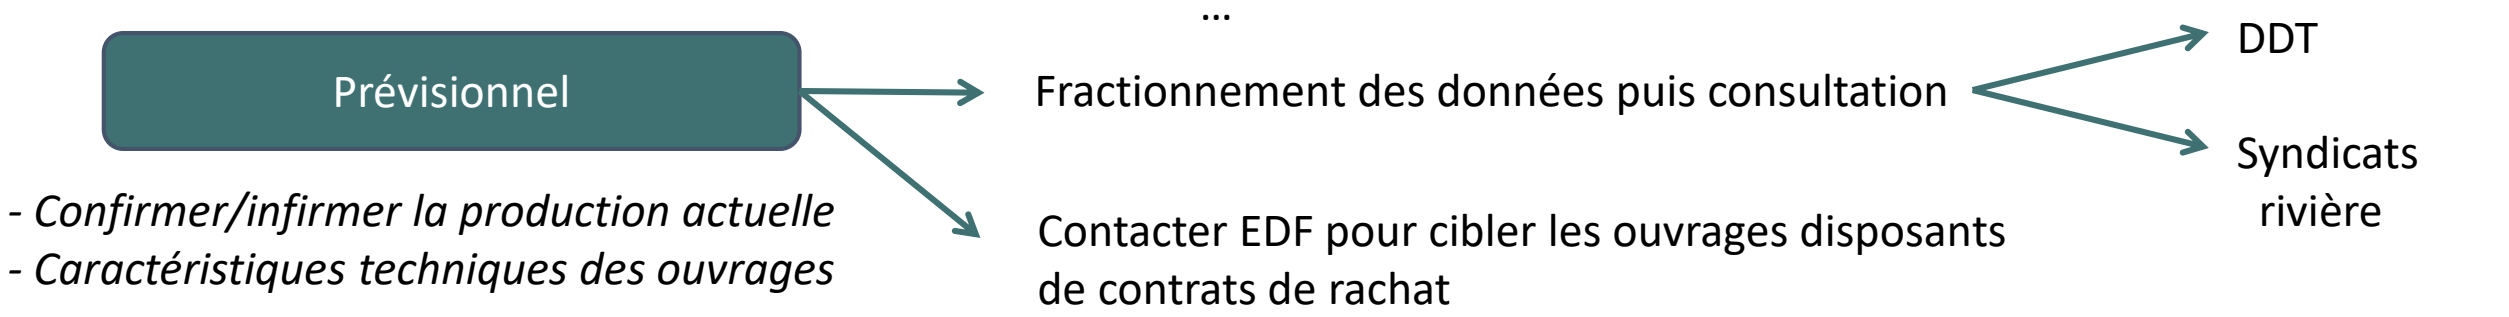 ...
Prévisionnel
- Confirmer/infirmer la production actuelle
- Caractéristiques techniques des ouvrages
Fractionnement des données puis consultation
Contacter EDF pour cibler les ouvrages disposants
de contrats de rachat
DDT
Syndicats
rivière